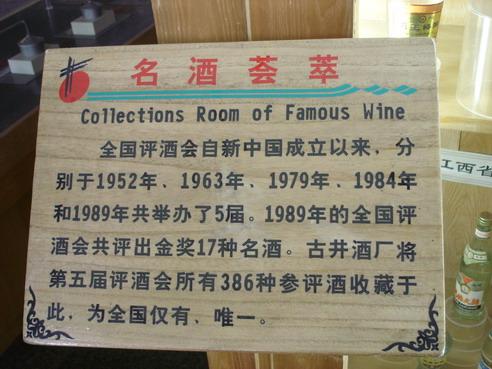 名酒荟萃
Collections Room of Famous Wine
全国评酒会自新中国成立以来，分
别于1952年、1963年、1979年、1984年
和1989年共举办了5届。1989年的全国评
酒会共评出金奖17种名酒。古井酒厂将
第五届评酒会所有386种参评酒收藏于
此，为全国仅有、唯一。
江西省